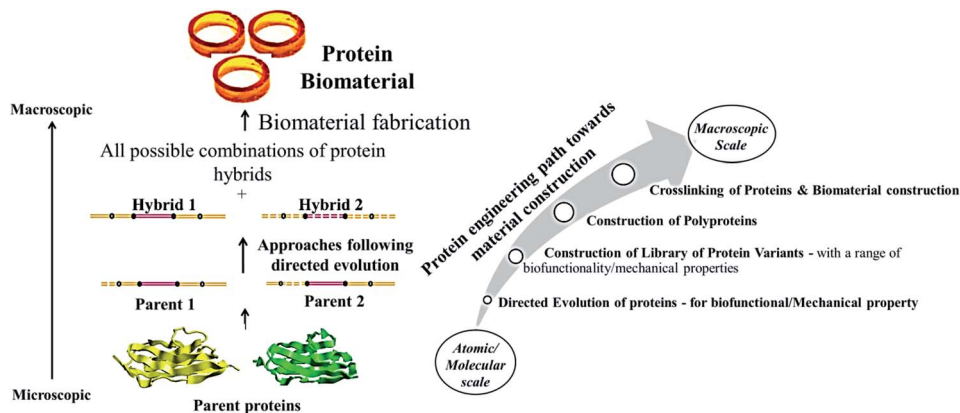 Protein
Biomaterial
Macroscopic
Biomaterial fabrication
All possible combinations of protein
hybrids
+
Hybrid 1
Hybrid 2
Approaches following
directed evolution
Parent 1
Parent 2
Microscopic
Parent proteins
Protein engineering path towards
material construction
Macroscopic
Scale
Crosslinking of Proteins & Biomaterial construction
Construction of Polyproteins
Construction of Library of Protein Variants - with a range of
biofunctionality/mechanical properties
Directed Evolution of proteins - for biofunctional/Mechanical property
Atomic/
Molecular
scale